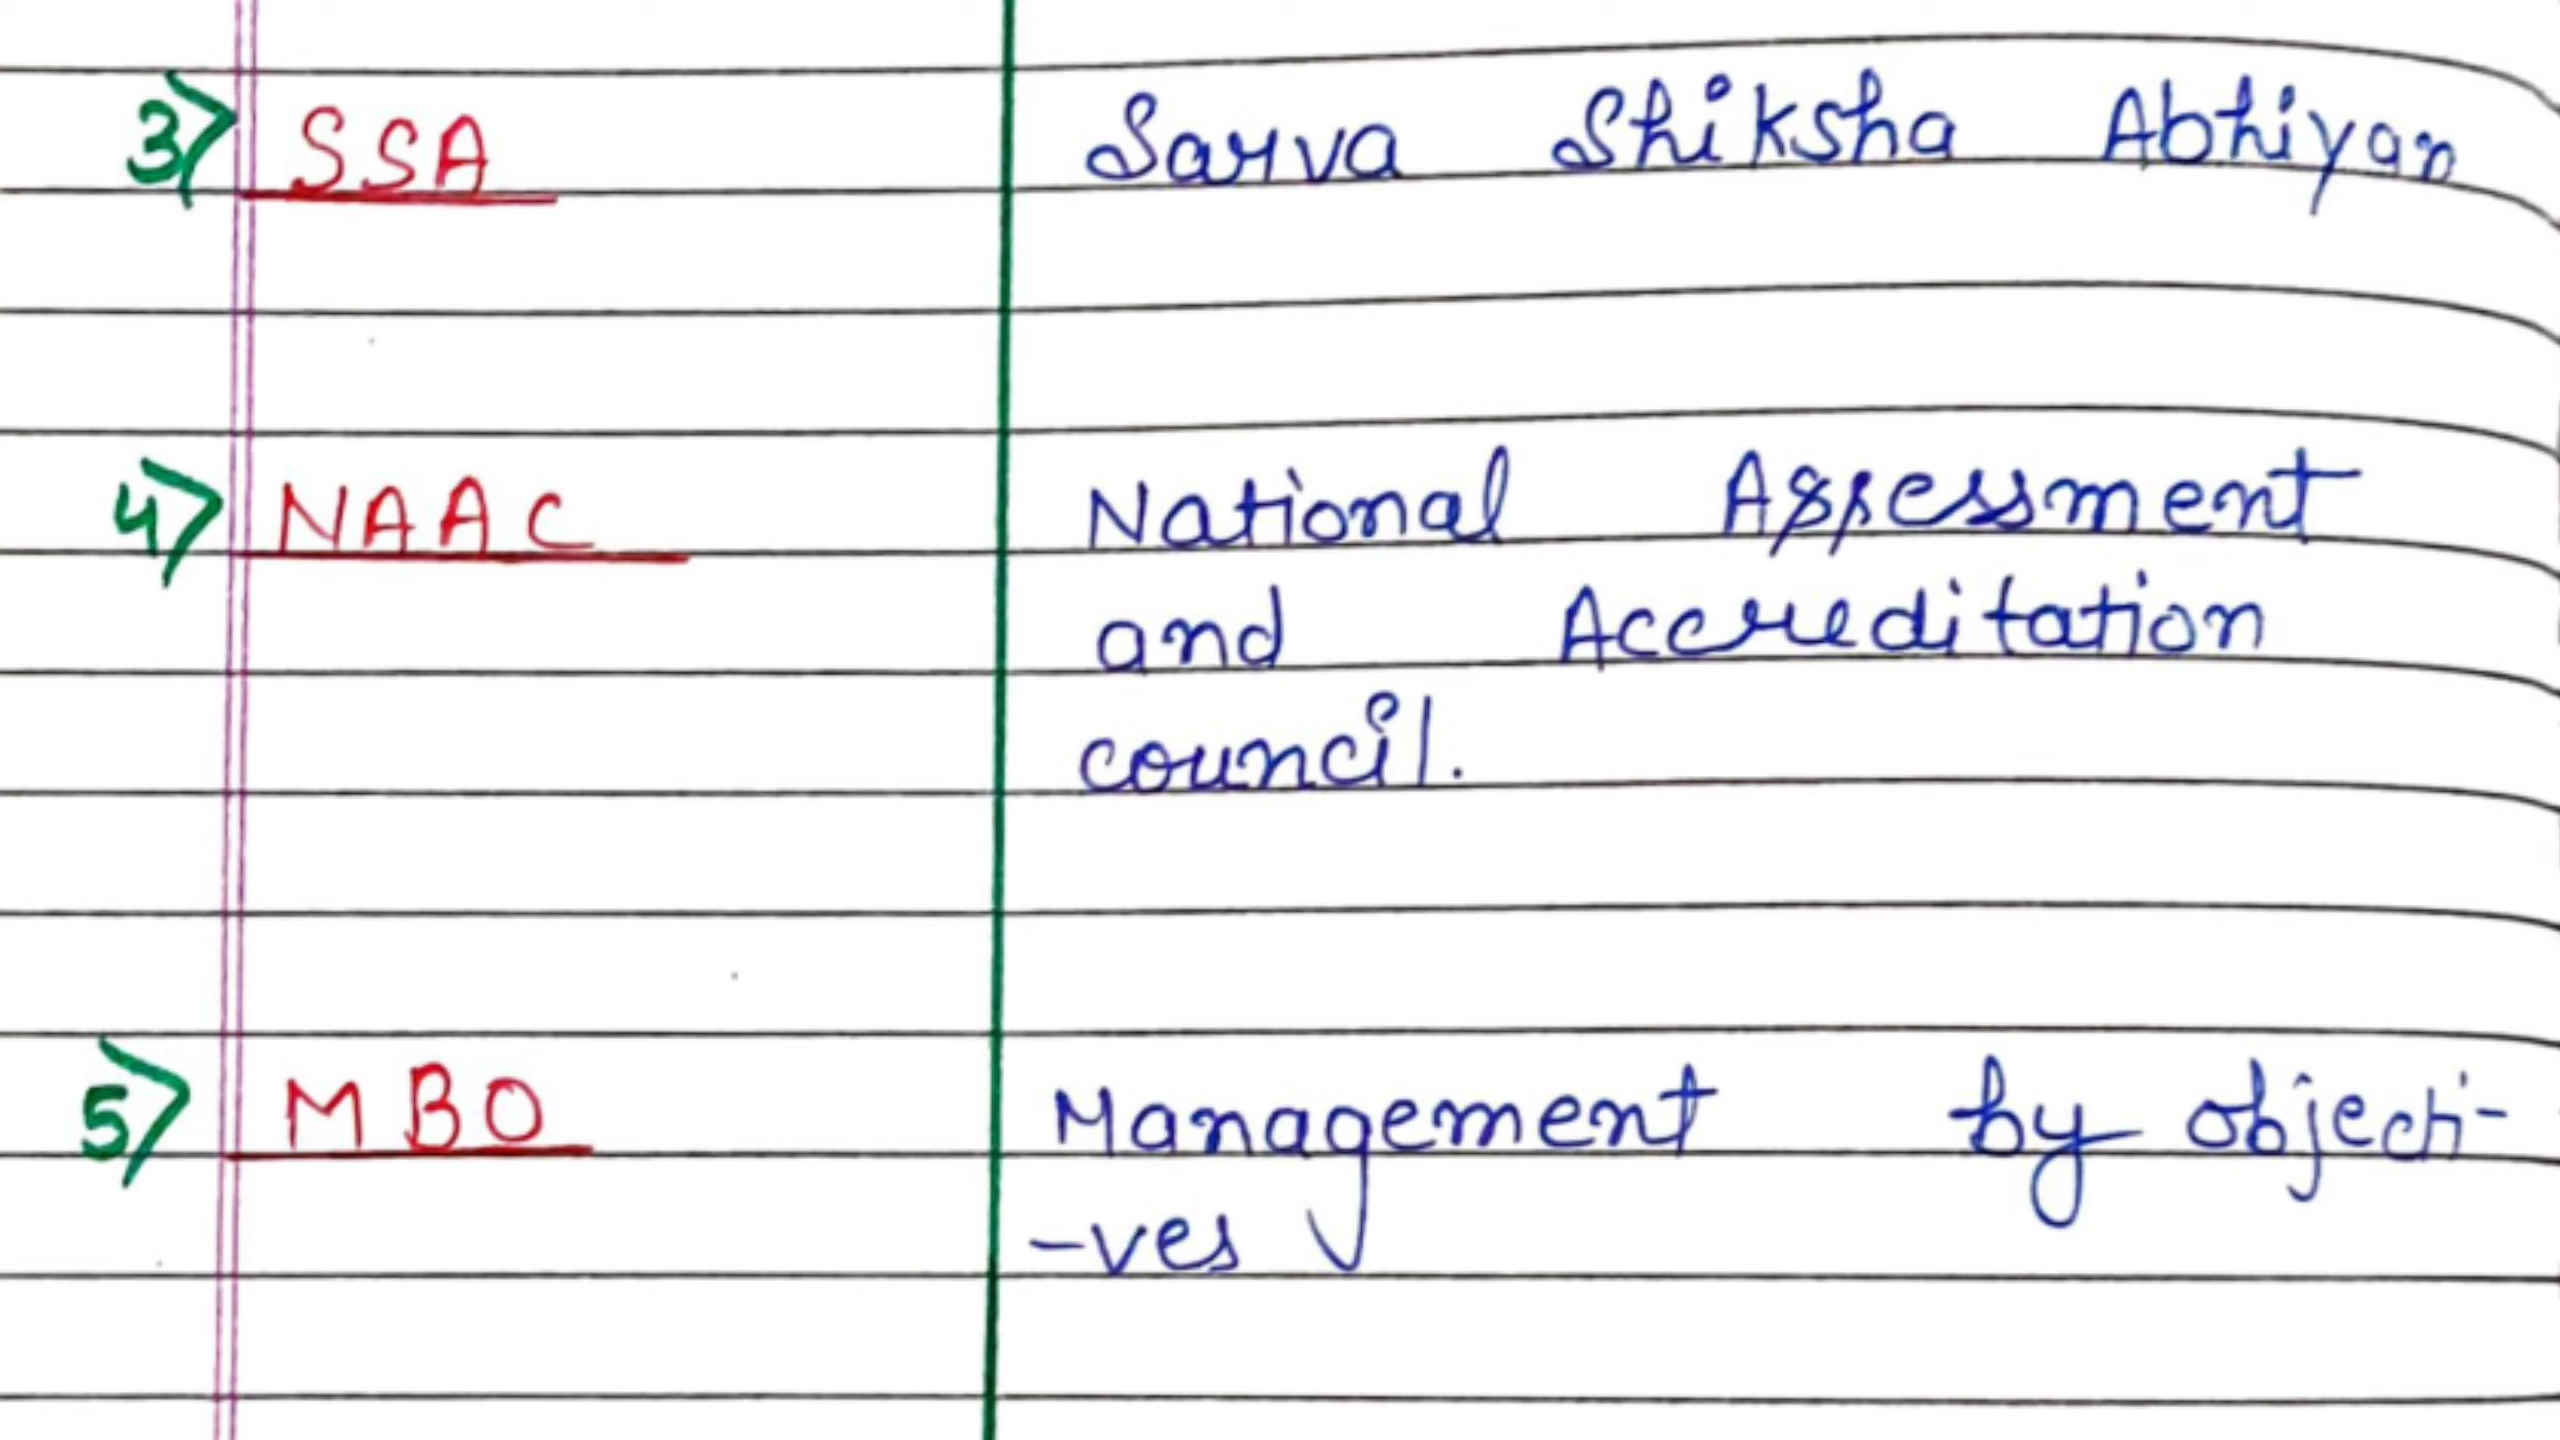 3) SSA Sarva Shiksha Abhiyan
4) NAAC National Assessment
and Accreditation
council.
5) MBO Management by objecti-
-ves